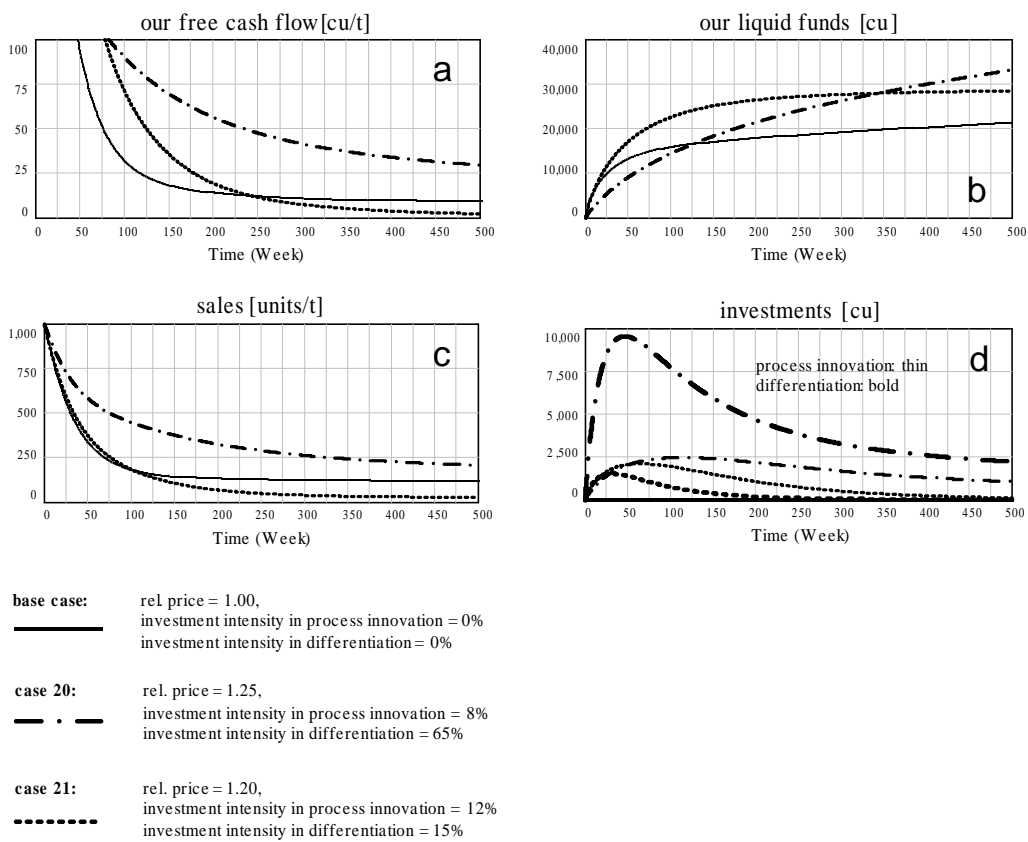 our free cash flow[cu/t]
100
75
50
25
0
a
0 50 100 150 200 250 300 350 400 450 500
Time (Week)
our liquid funds [cu]
40,000
30,000
20,000
10,000
0
b
0 50 100 150 200 250 300 350 400 450 500
Time (Week)
sales [units/t]
1,000
750
500
250
0
c
0 50 100 150 200 250 300 350 400 450 500
Time (Week)
investments [cu]
10,000
7,500
5,000
2,500
0
process innovation: thin
differentiation: bold
d
0 50 100 150 200 250 300 350 400 450 500
Time (Week)
base case: rel. price = 1.00,
investment intensity in process innovation = 0%
investment intensity in differentiation = 0%
case 20: rel. price = 1.25,
investment intensity in process innovation = 8%
investment intensity in differentiation = 65%
case 21: rel. price = 1.20,
investment intensity in process innovation = 12%
investment intensity in differentiation = 15%